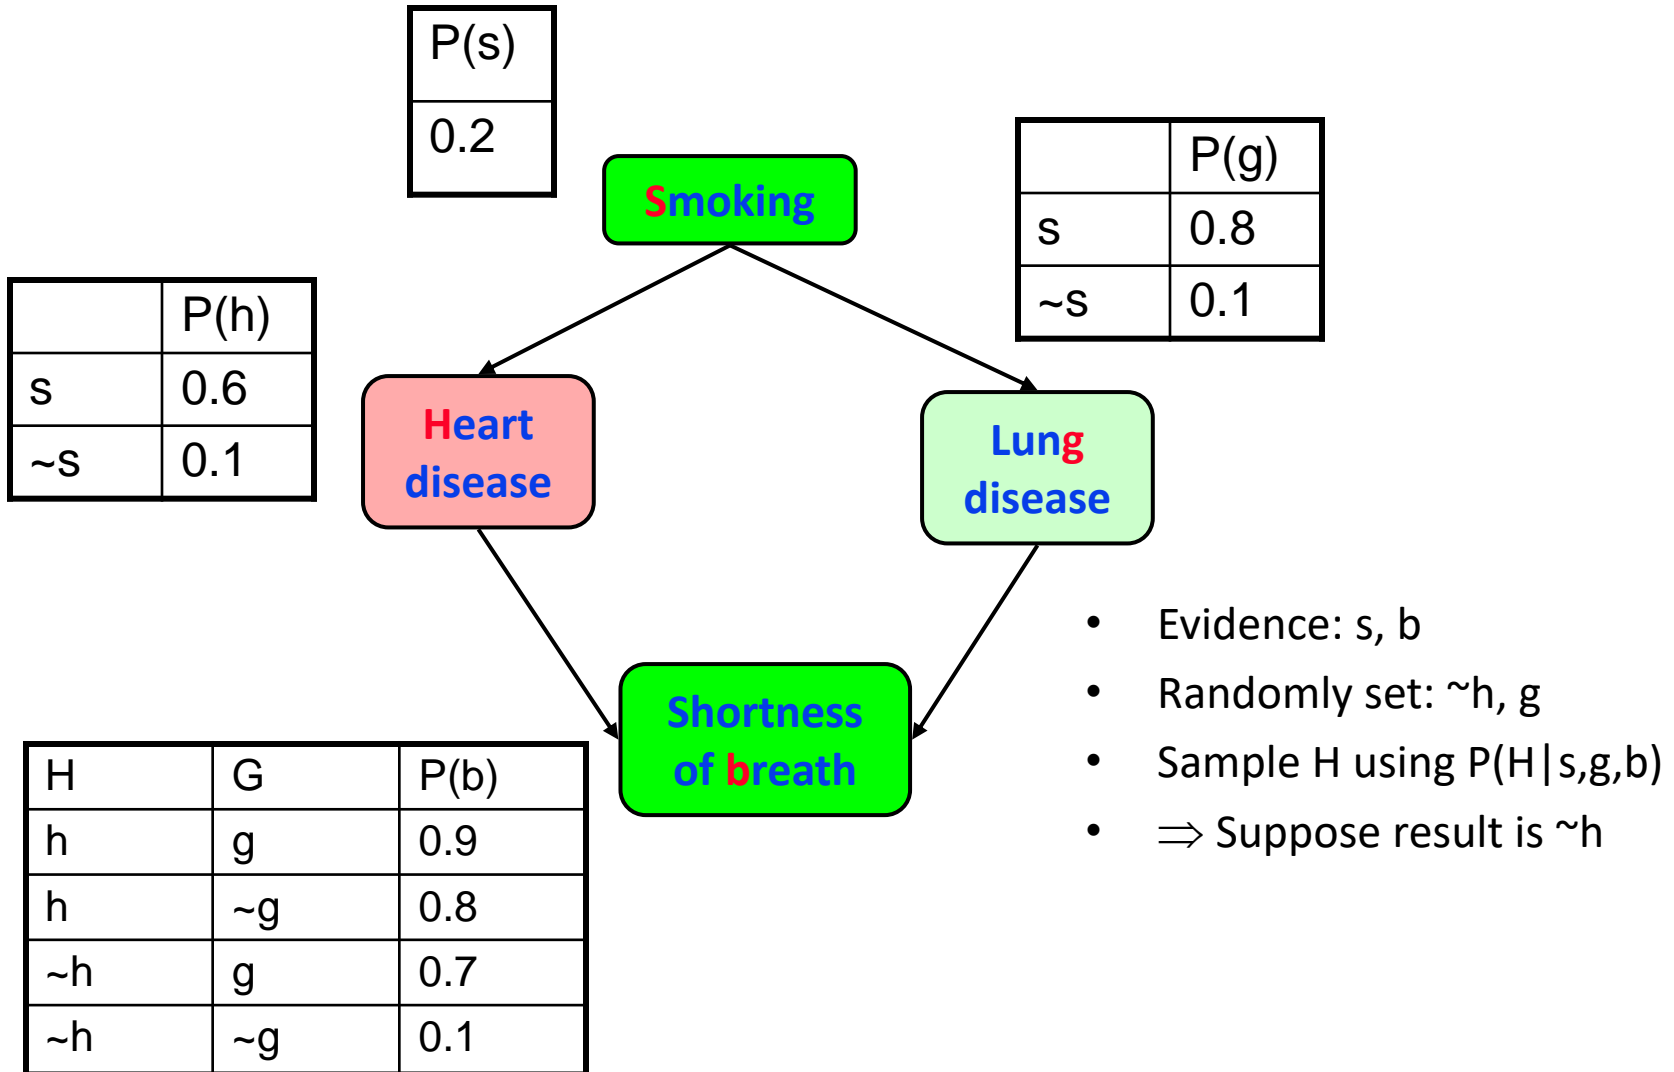 P(s)
0.2
Smoking
P(g)
s 0.8
~s 0.1
P(h)
s 0.6
~s 0.1
Heart
disease
Lung
disease
Shortness
of breath
H G P(b)
h g 0.9
h ~g 0.8
~h g 0.7
~h ~g 0.1
• Evidence: s, b
• Randomly set: ~h, g
• Sample H using P(H|s,g,b)
• ⇒ Suppose result is ~h